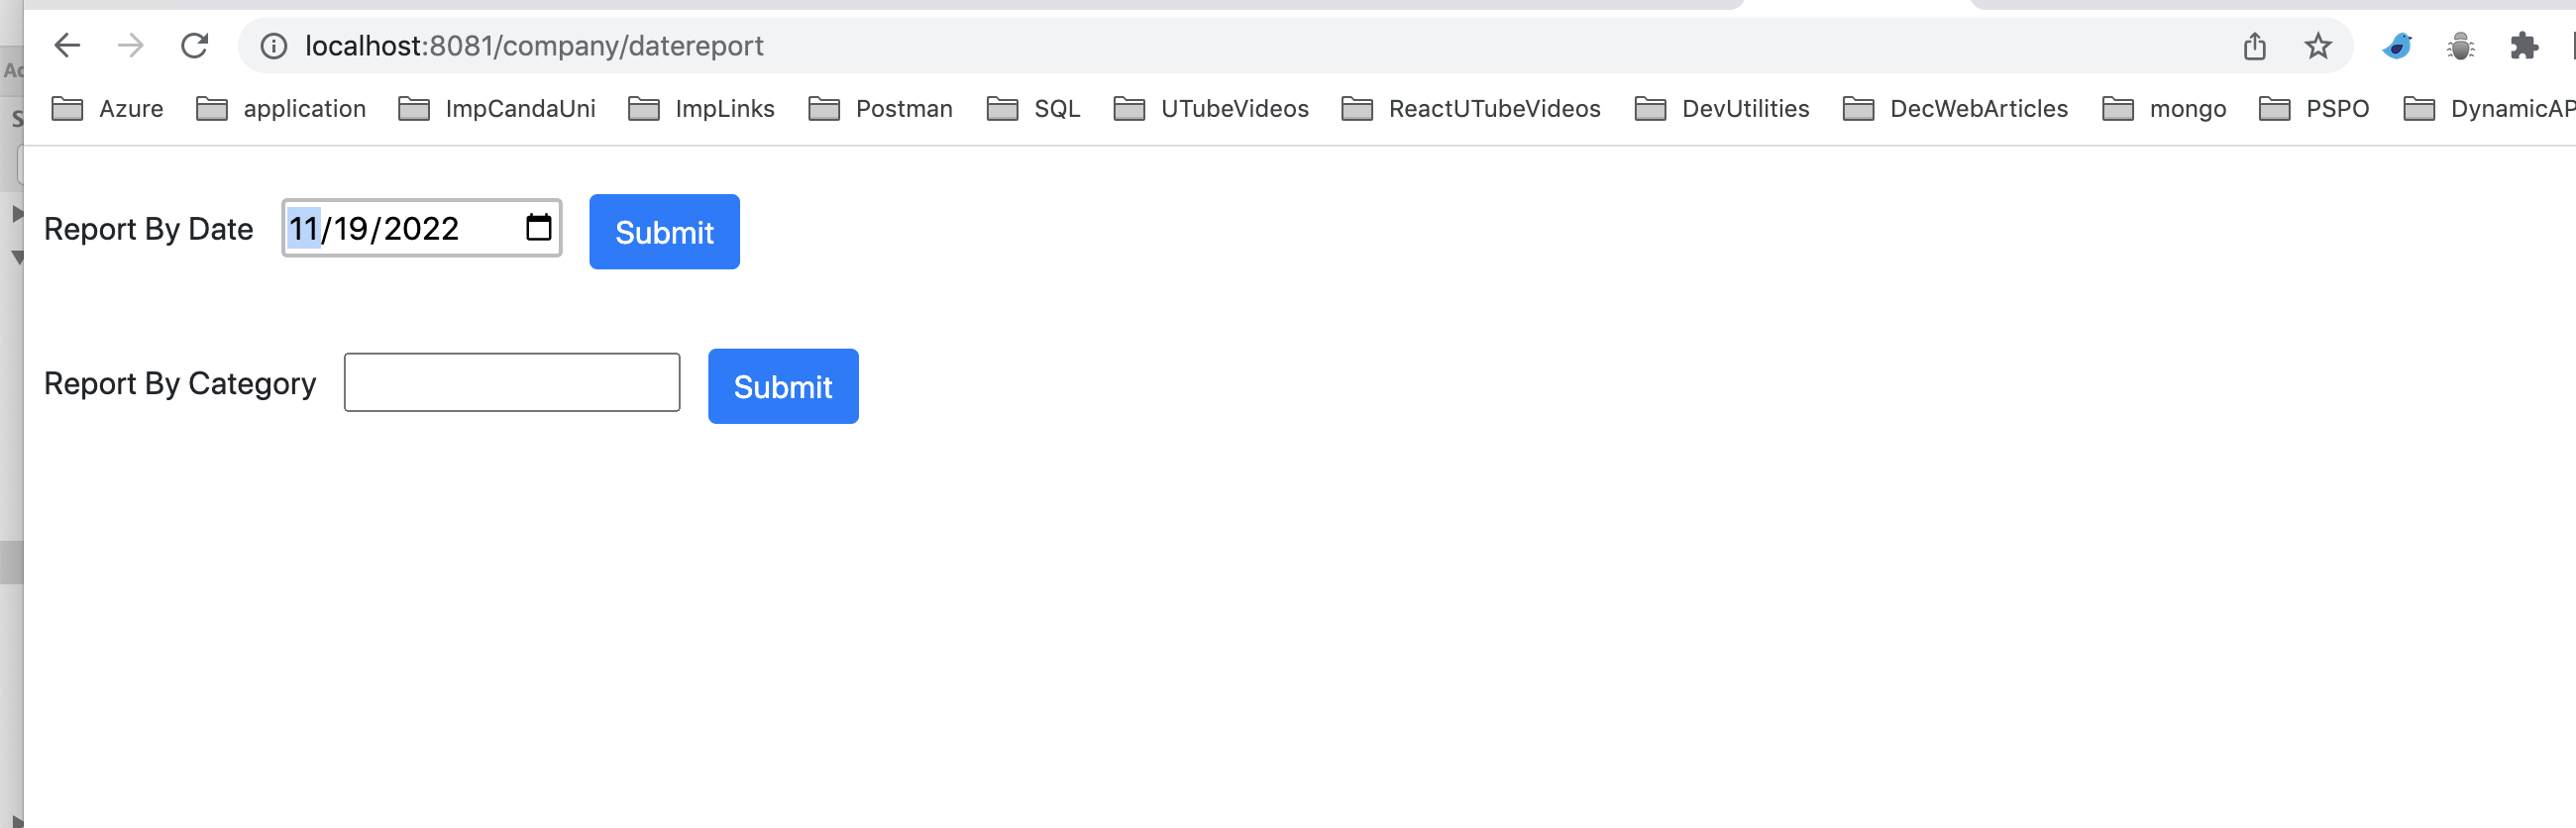 localhost:8081/company/datereport
Azure application ImpCandaUni ImpLinks Postman SQL UTubeVideos ReactUTubeVideos DevUtilities DecWebArticles mongo PSPO DynamicAP
Report By Date 11/19/2022 Submit
Report By Category Submit